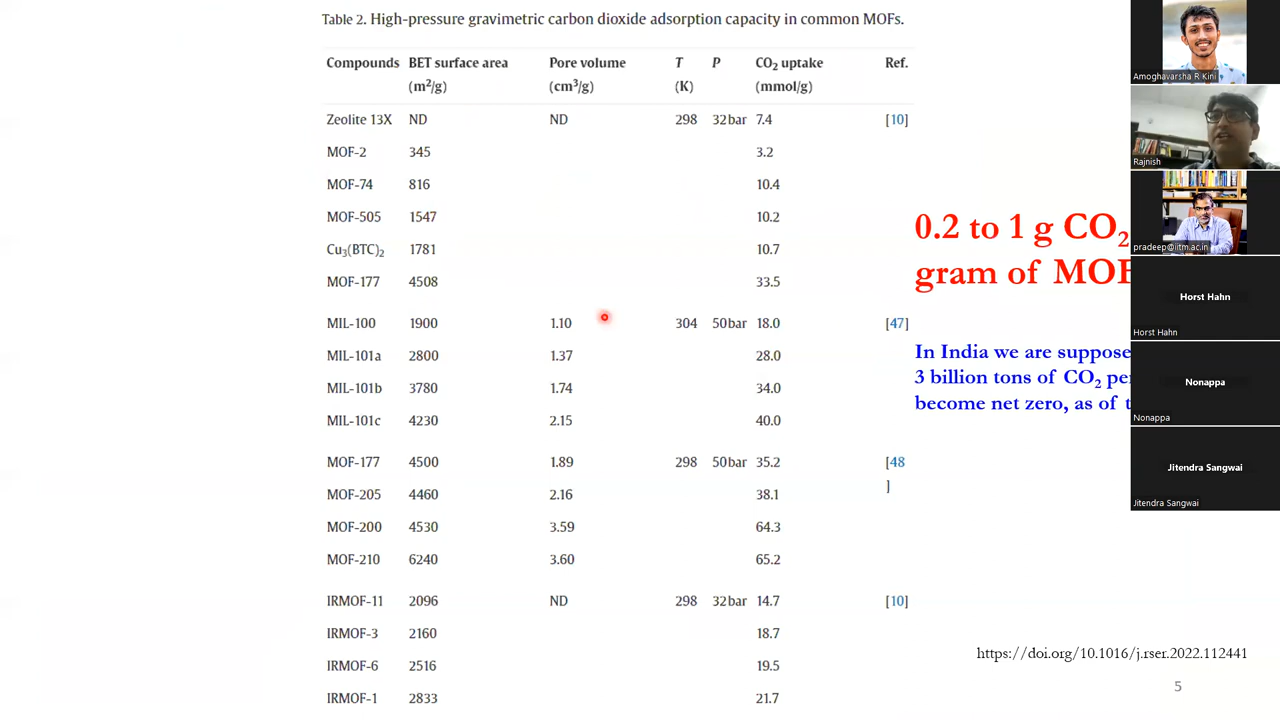 Table 2. High-pressure gravimetric carbon dioxide adsorption capacity in common MOFs.
Compounds BET surface area Pore volume T P CO₂ uptake Ref.
(m²/g) (cm³/g) (K) (mmol/g)
Zeolite 13X ND ND 298 32 bar 7.4 [10]
MOF-2 345 3.2
MOF-74 816 10.4
MOF-505 1547 10.2
Cu₃(BTC)₂ 1781 10.7
MOF-177 4508 33.5
MIL-100 1900 1.10 304 50 bar 18.0 [47]
MIL-101a 2800 1.37 28.0
MIL-101b 3780 1.74 34.0
MIL-101c 4230 2.15 40.0
MOF-177 4500 1.89 298 50 bar 35.2 [48
]
MOF-205 4460 2.16 38.1
MOF-200 4530 3.59 64.3
MOF-210 6240 3.60 65.2
IRMOF-11 2096 ND 298 32 bar 14.7 [10]
IRMOF-3 2160 18.7
IRMOF-6 2516 19.5
IRMOF-1 2833 21.7
0.2 to 1 g CO₂
gram of MOF
In India we are suppose
3 billion tons of CO₂ pe
become net zero, as of t
https://doi.org/10.1016/j.rser.2022.112441
5
Amoghavarsha R Kini
Rajnish
pradeep@iitm.ac.in
Horst Hahn
Horst Hahn
Nonappa
Nonappa
Jitendra Sangwai
Jitendra Sangwai